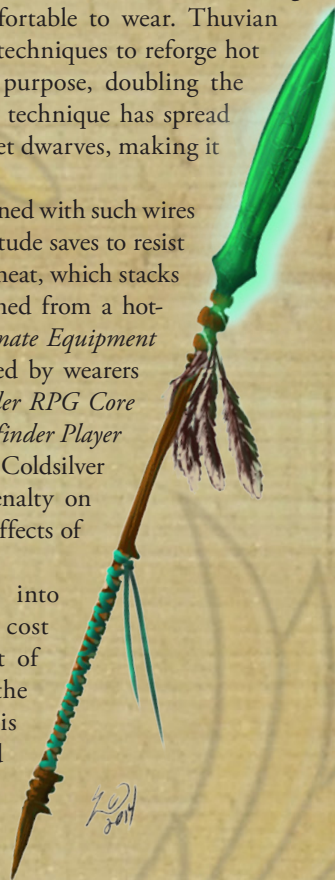 fortable to wear. Thuvian
techniques to reforge hot
purpose, doubling the
technique has spread
et dwarves, making it
ned with such wires
tude saves to resist
heat, which stacks
ned from a hot-
mate Equipment
ed by wearers
ler RPG Core
finder Player
Coldsilver
enalty on
ffects of
into
cost
t of
the
is
2014